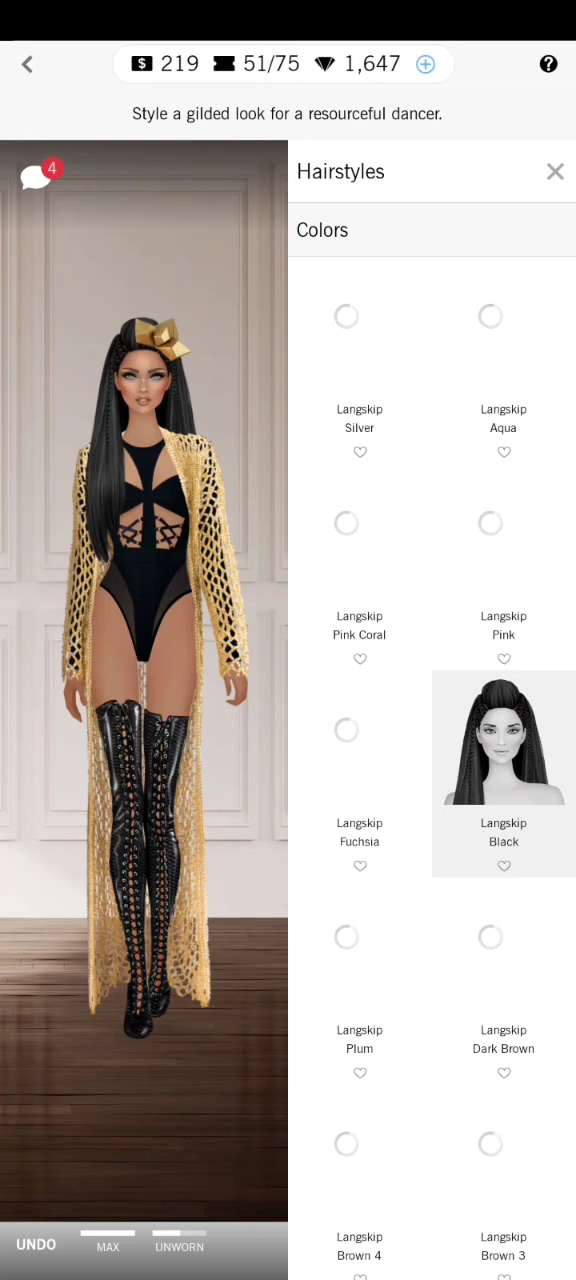 $ 219 51/75 1,647
?
Style a gilded look for a resourceful dancer.
4
Hairstyles
Colors
Langskip
Silver
Langskip
Aqua
Langskip
Pink Coral
Langskip
Pink
Langskip
Fuchsia
Langskip
Black
Langskip
Plum
Langskip
Dark Brown
Langskip
Brown 4
Langskip
Brown 3
UNDO
MAX
UNWORN